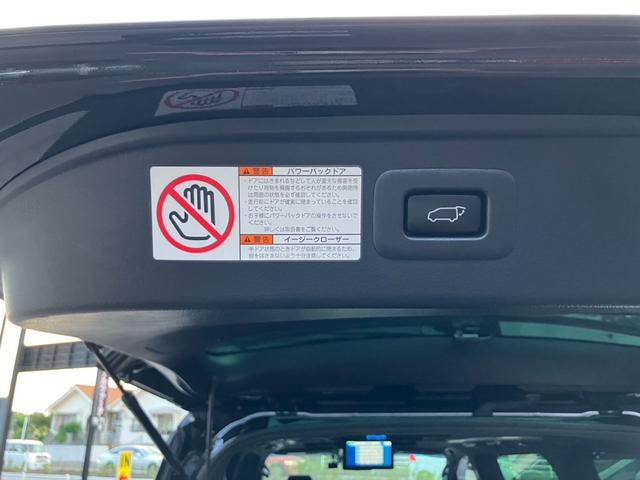 警告 パワーバックドア
・ドアにはさまれるなどして人が重大な傷害を受
けたり荷物を損傷するおそれがあるため開閉時
は周囲の状態を必ず確認してください。
・走行前にドアが確実に閉まっていることを確認
してください。
・お子様にパワーバックドアの操作をさせないで
ください。
詳しくは取扱書をご覧ください。
警告 イージークローザー
半ドア状態のときドアが自動的に閉まるため、
指をはさまないよう十分注意してください。
IN